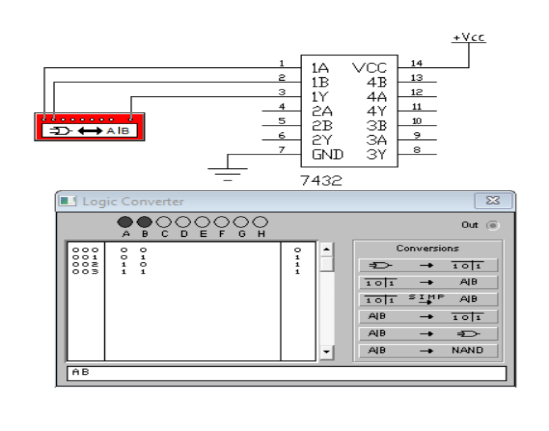 +Vcc
1 1A VCC 14
2 1B 4B 13
3 1Y 4A 12
4 2A 4Y 11
5 2B 3B 10
6 2Y 3A 9
7 GND 3Y 8
7432
A|B
Logic Converter
A B C D E F G H
Out
000 0 0 0
001 0 1 1
002 1 0 1
003 1 1 1
Conversions
→ 1 0|1
1 0|1 → A|B
1 0|1 SIMP → A|B
A|B → 1 0|1
A|B →
A|B → NAND
AB